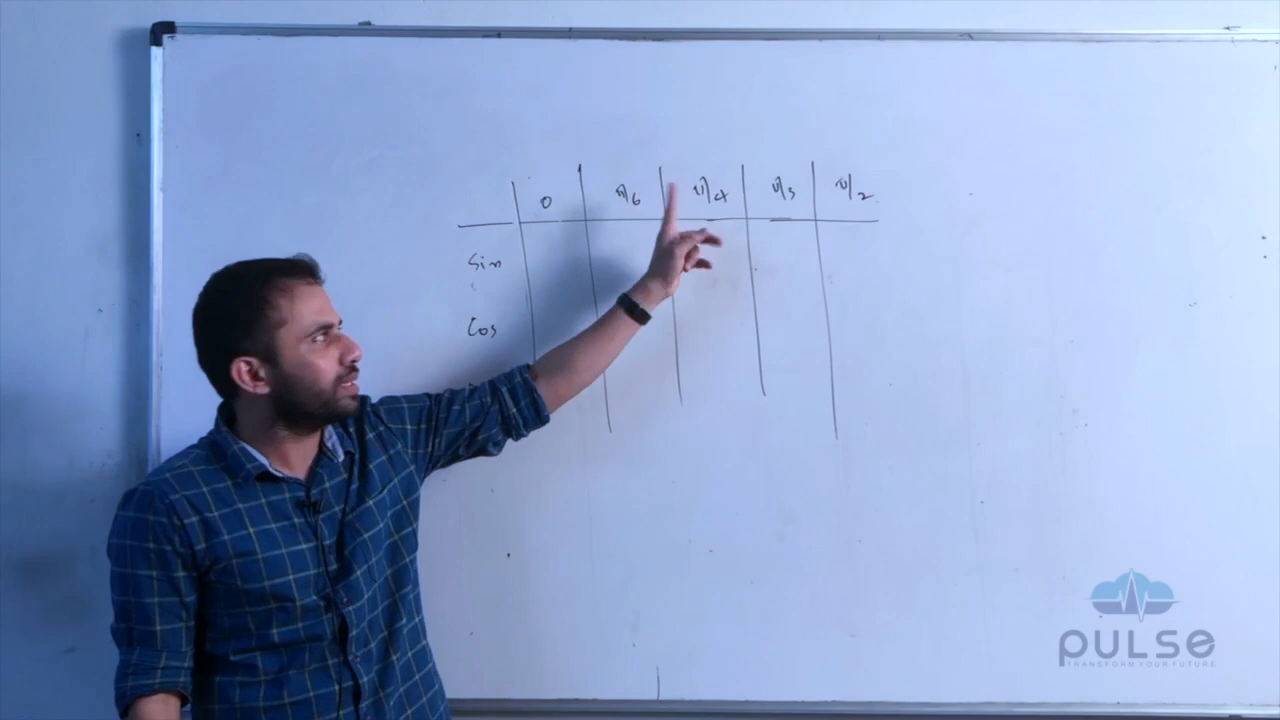 0 π/6 π/4 π/3 π/2
Sin
Cos
PULSE
TRANSFORM YOUR FUTURE